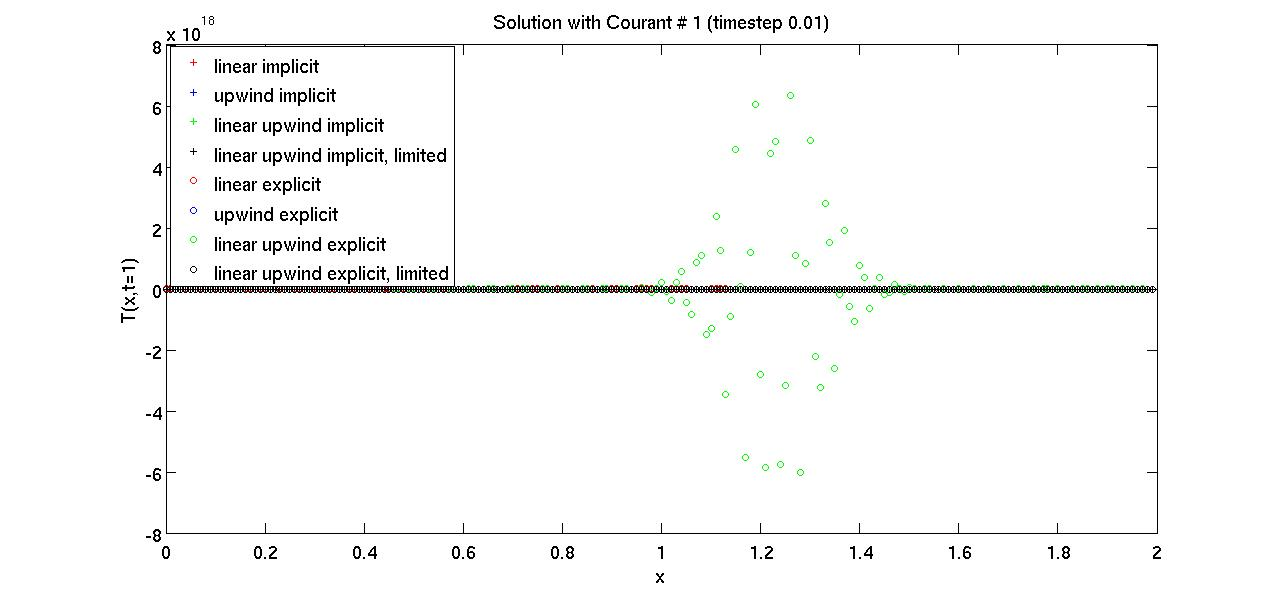 Solution with Courant # 1 (timestep 0.01)
x 10^18
8
6
4
2
0
-2
-4
-6
-8
T(x,t=1)
linear implicit
upwind implicit
linear upwind implicit
linear upwind implicit, limited
linear explicit
upwind explicit
linear upwind explicit
linear upwind explicit, limited
0 0.2 0.4 0.6 0.8 1 1.2 1.4 1.6 1.8 2
x